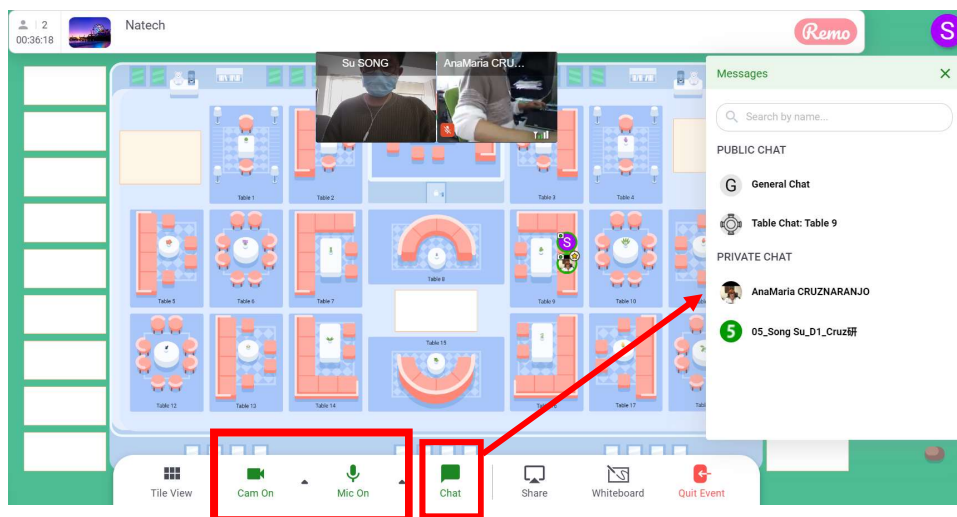 2
00:36:18
Natech
Remo
S
Su SONG
AnaMaria CRU...
Messages
Search by name...
PUBLIC CHAT
G General Chat
Table Chat: Table 9
PRIVATE CHAT
AnaMaria CRUZNARANJO
5 05_Song Su_D1_Cruz研
Table 1
Table 2
Table 3
Table 4
S
Table 5
Table 6
Table 7
Table 8
Table 9
Table 10
Table 12
Table 13
Table 14
Table 15
Table 17
Tile View
Cam On
Mic On
Chat
Share
Whiteboard
Quit Event